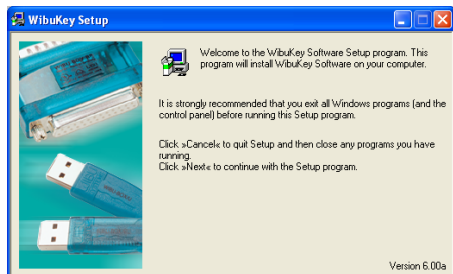 WibuKey Setup
Welcome to the WibuKey Software Setup program. This
program will install WibuKey Software on your computer.
It is strongly recommended that you exit all Windows programs (and the
control panel) before running this Setup program.
Click »Cancel« to quit Setup and then close any programs you have
running.
Click »Next« to continue with the Setup program.
Version 6.00a